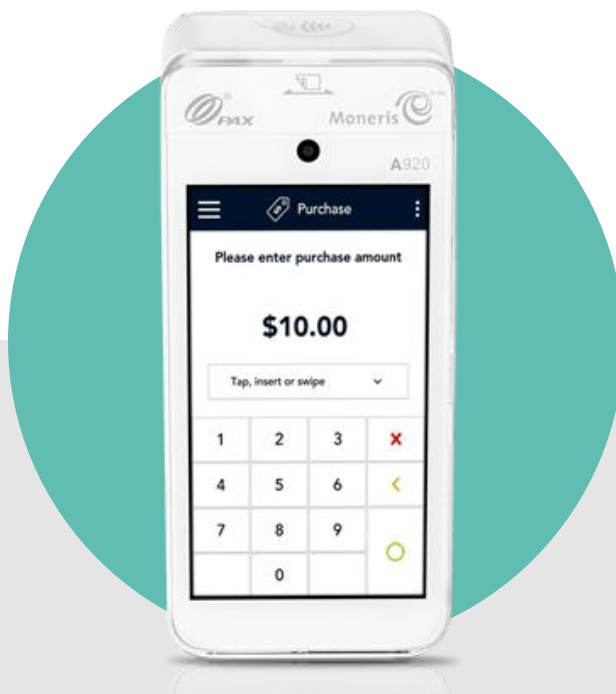 PAX
Moneris
A920
Purchase
Please enter purchase amount
$10.00
Tap, insert or swipe
1 2 3
4 5 6
7 8 9
0